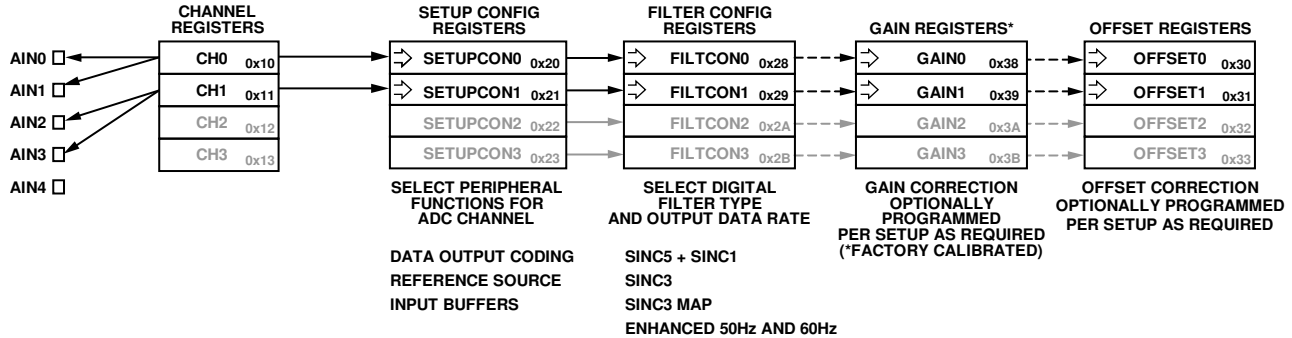 CHANNEL
REGISTERS
SETUP CONFIG
REGISTERS
FILTER CONFIG
REGISTERS
GAIN REGISTERS*
OFFSET REGISTERS
AIN0
AIN1
AIN2
AIN3
AIN4
CH0 0x10
CH1 0x11
CH2 0x12
CH3 0x13
SETUPCON0 0x20
SETUPCON1 0x21
SETUPCON2 0x22
SETUPCON3 0x23
FILTCON0 0x28
FILTCON1 0x29
FILTCON2 0x2A
FILTCON3 0x2B
GAIN0 0x38
GAIN1 0x39
GAIN2 0x3A
GAIN3 0x3B
OFFSET0 0x30
OFFSET1 0x31
OFFSET2 0x32
OFFSET3 0x33
SELECT PERIPHERAL
FUNCTIONS FOR
ADC CHANNEL
DATA OUTPUT CODING
REFERENCE SOURCE
INPUT BUFFERS
SELECT DIGITAL
FILTER TYPE
AND OUTPUT DATA RATE
SINC5 + SINC1
SINC3
SINC3 MAP
ENHANCED 50Hz AND 60Hz
GAIN CORRECTION
OPTIONALLY
PROGRAMMED
PER SETUP AS REQUIRED
(*FACTORY CALIBRATED)
OFFSET CORRECTION
OPTIONALLY PROGRAMMED
PER SETUP AS REQUIRED